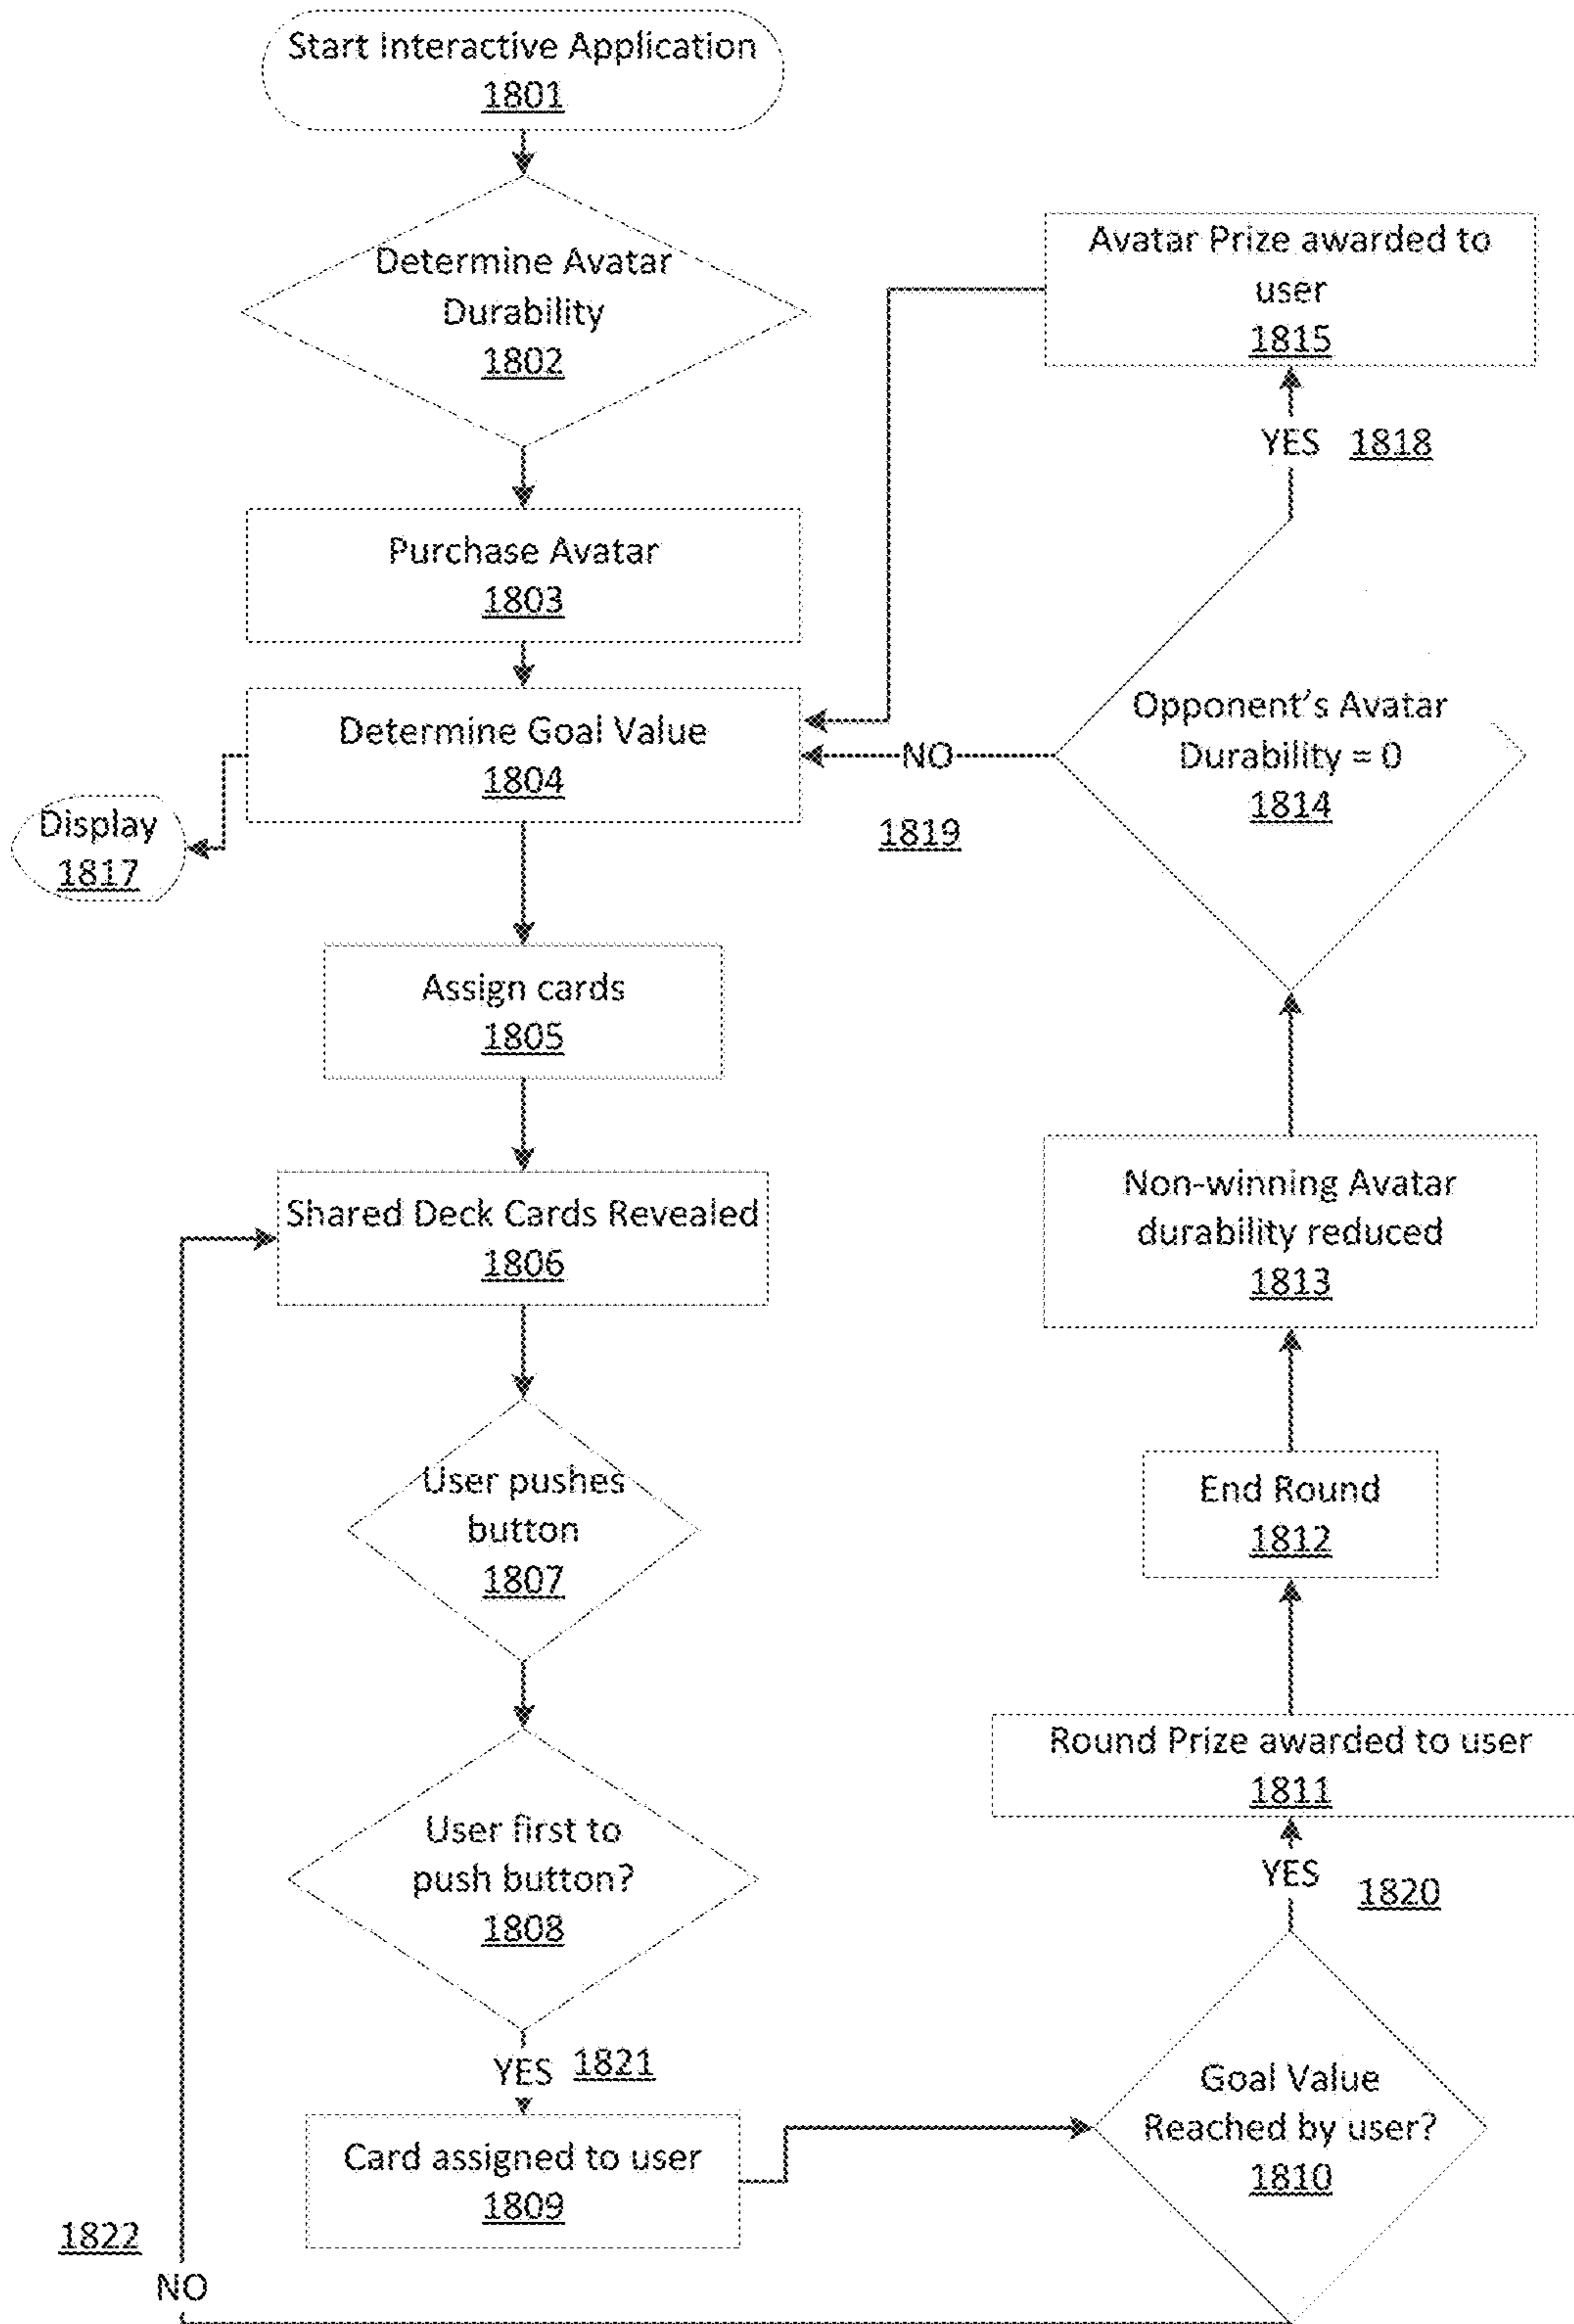 Start Interactive Application
1801
Determine Avatar
Durability
1802
Purchase Avatar
1803
Determine Goal Value
1804
Display
1817
Assign cards
1805
Shared Deck Cards Revealed
1806
User pushes
button
1807
User first to
push button?
1808
YES 1821
Card assigned to user
1809
1822
NO
Goal Value
Reached by user?
1810
YES 1820
Round Prize awarded to user
1811
End Round
1812
Non-winning Avatar
durability reduced
1813
Opponent's Avatar
Durability = 0
1814
NO
1819
YES 1818
Avatar Prize awarded to
user
1815